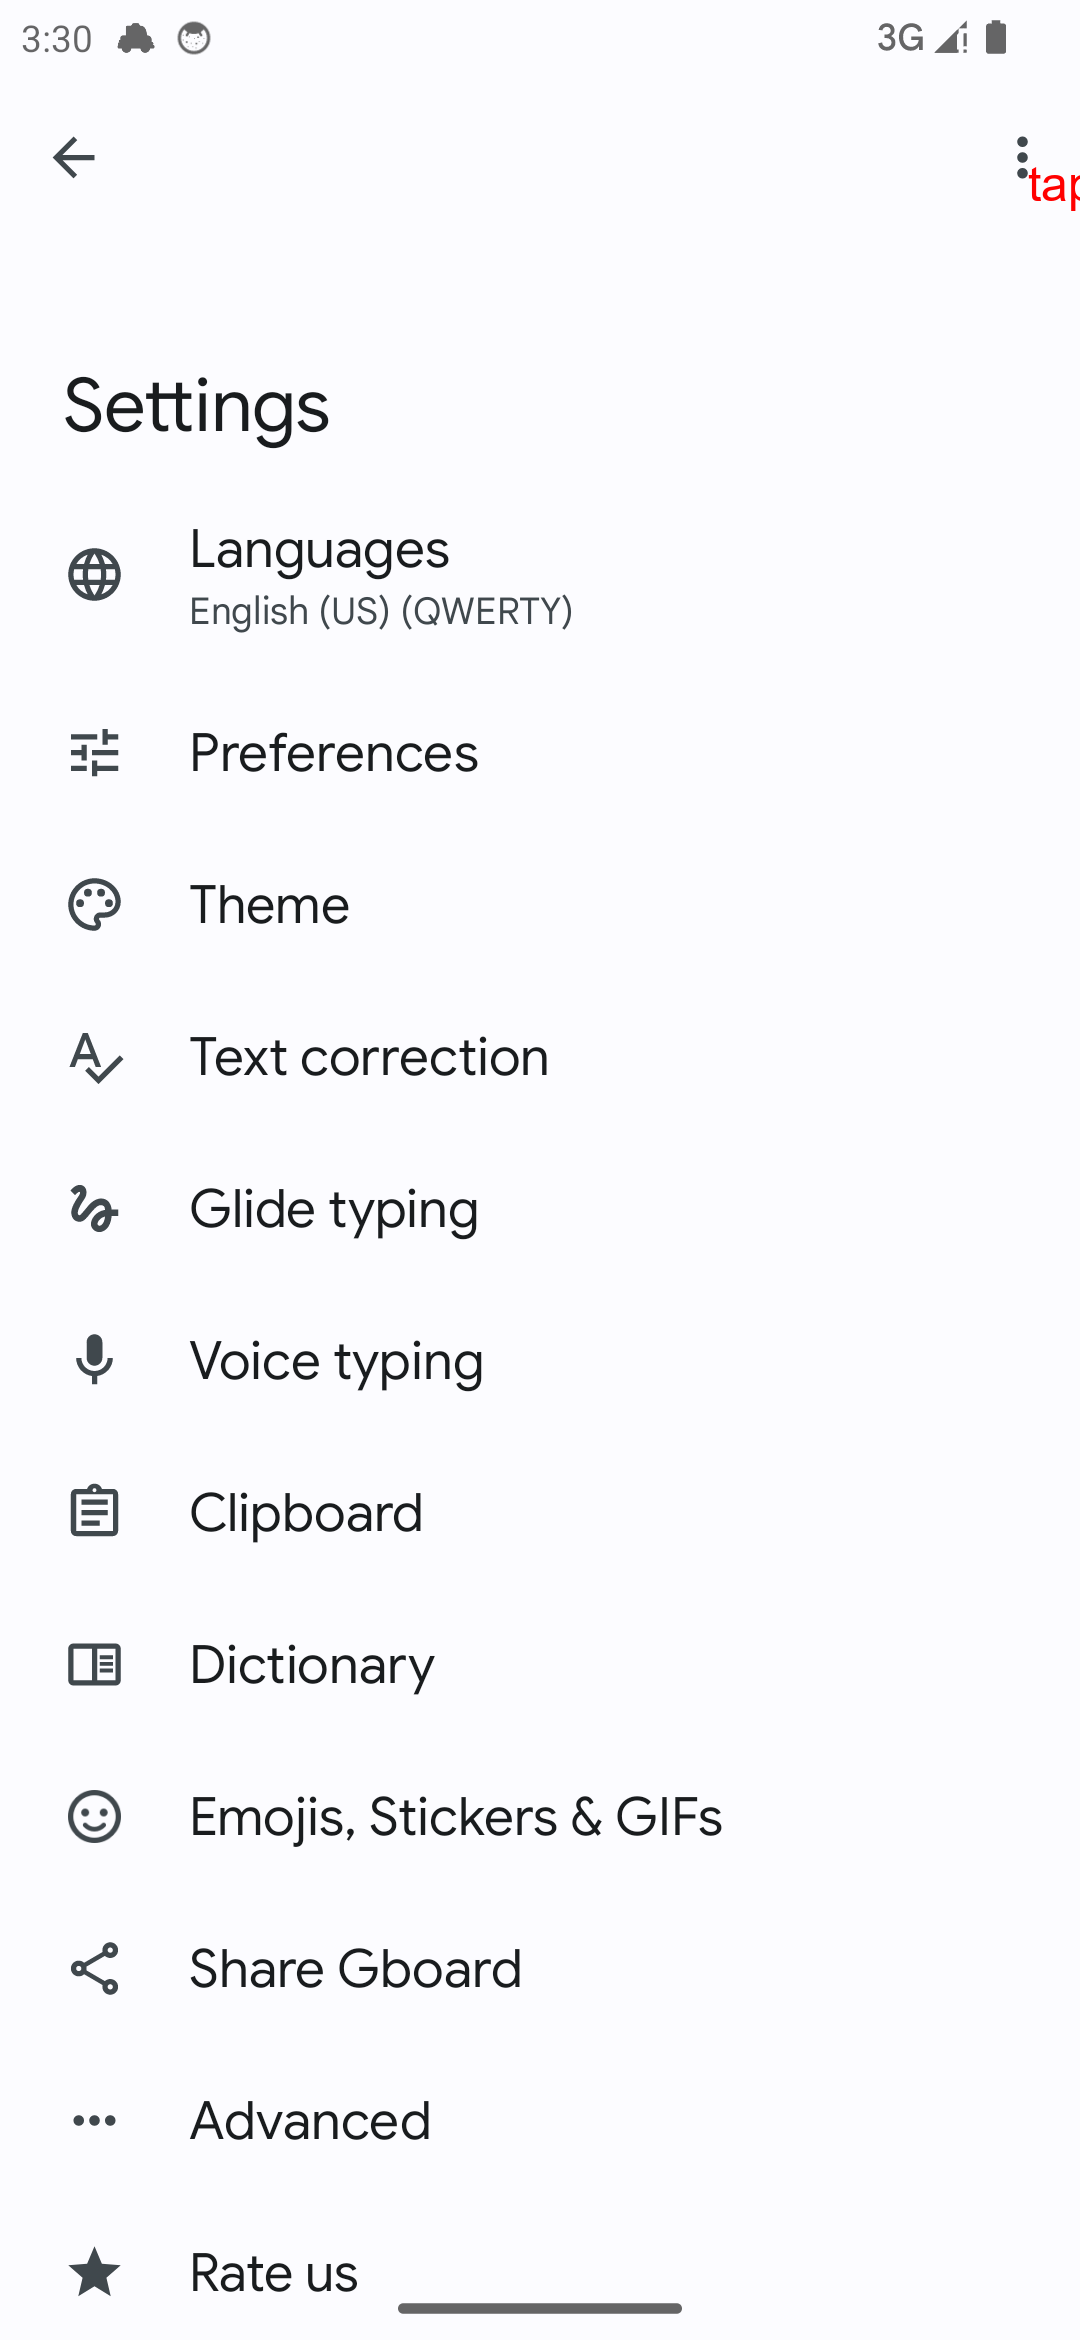 3:30
3G
tap
Settings
Languages
English (US) (QWERTY)
Preferences
Theme
Text correction
Glide typing
Voice typing
Clipboard
Dictionary
Emojis, Stickers & GIFs
Share Gboard
Advanced
Rate us